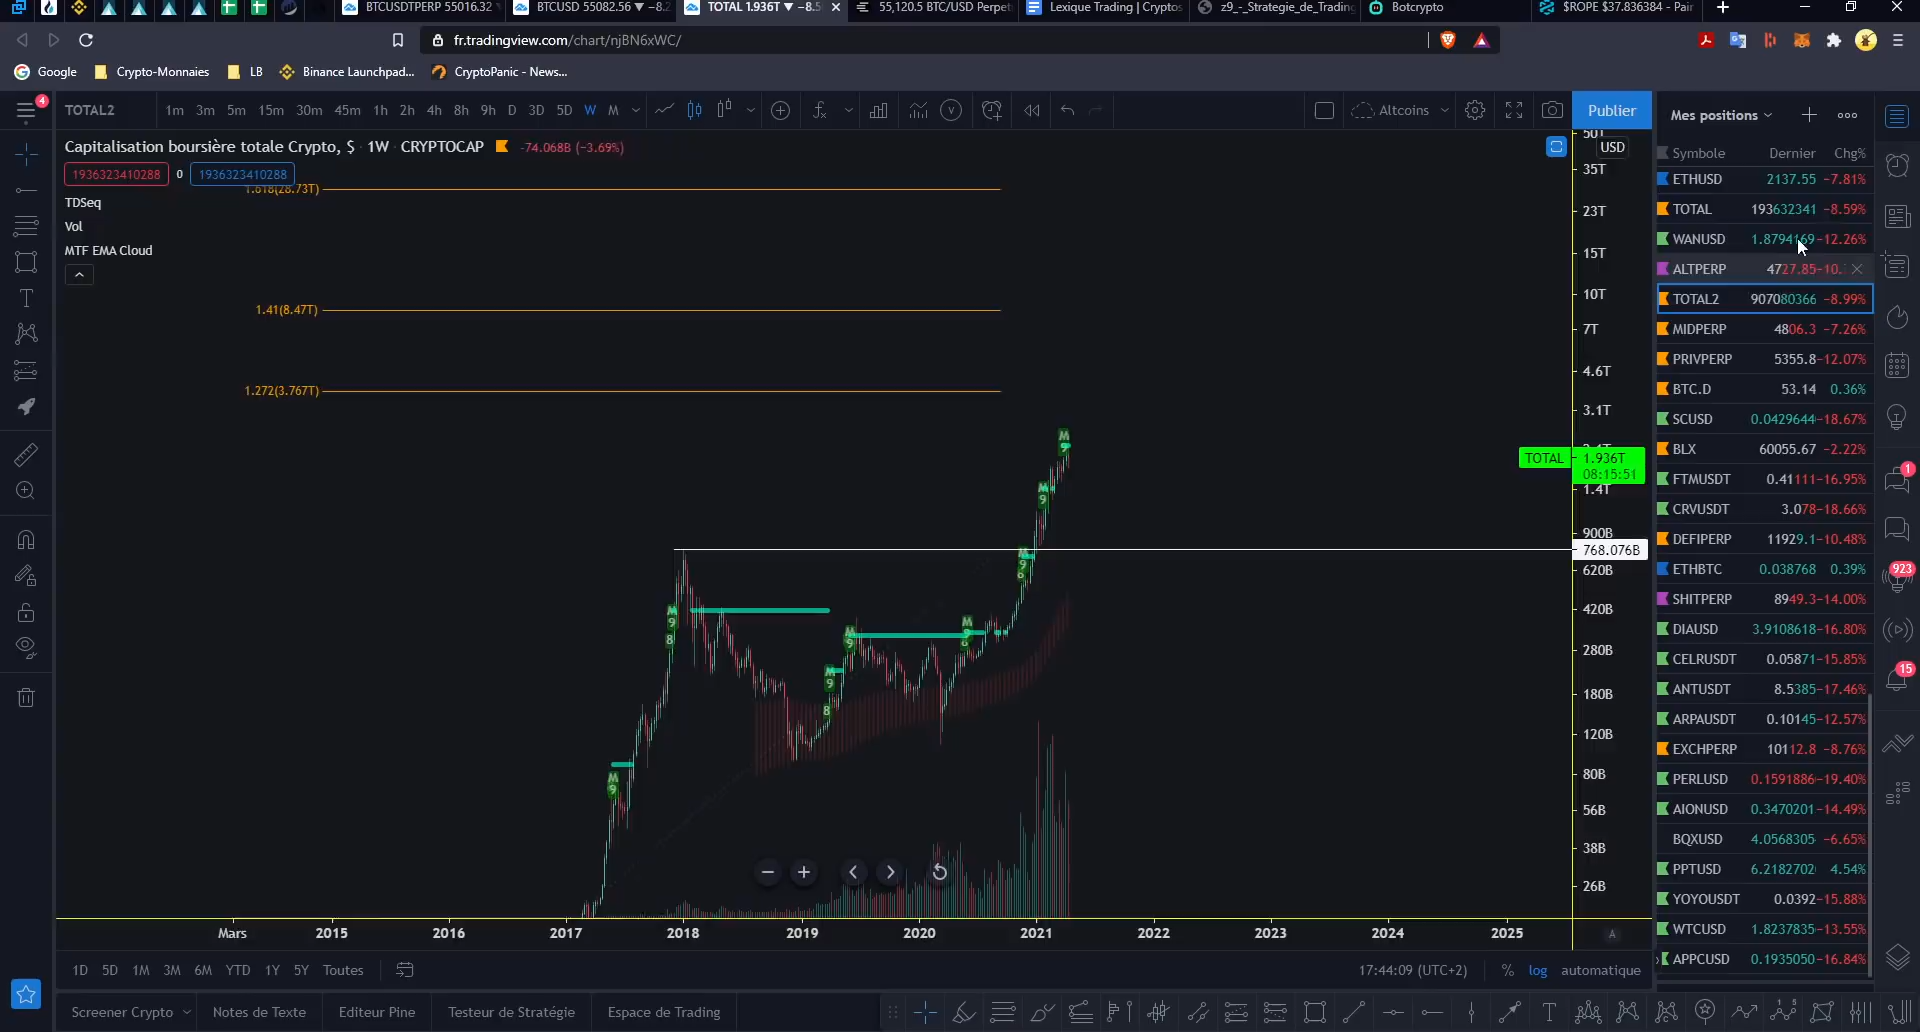 BTCUSDTPERP 55016.32
BTCUSD 55082.56 ▼ −8.2
TOTAL 1.936T ▼ −8.5
55,120.5 BTC/USD Perpet
Lexique Trading | Cryptos
z9_-_Strategie_de_Trading
Botcrypto
$ROPE $37.836384 - Pair
fr.tradingview.com/chart/njBN6xWC/
Google
Crypto-Monnaies
LB
Binance Launchpad...
CryptoPanic - News...
4
TOTAL2
1m 3m 5m 15m 30m 45m 1h 2h 4h 8h 9h D 3D 5D W M
Altcoins
Publier
Mes positions
Capitalisation boursière totale Crypto, $ · 1W · CRYPTOCAP −74.068B (−3.69%)
1936323410288 0 1936323410288
TDSeq
Vol
MTF EMA Cloud
1.618(28.73T)
1.41(8.47T)
1.272(3.767T)
USD
50T
35T
23T
15T
10T
7T
4.6T
3.1T
TOTAL 1.936T
08:15:51
1.4T
900B
768.076B
620B
420B
280B
180B
120B
80B
56B
38B
26B
Mars 2015 2016 2017 2018 2019 2020 2021 2022 2023 2024 2025
A
Symbole Dernier Chg%
ETHUSD 2137.55 −7.81%
TOTAL 193632341 −8.59%
WANUSD 1.8794169 −12.26%
ALTPERP 4727.85 −10.
TOTAL2 907080366 −8.99%
MIDPERP 4806.3 −7.26%
PRIVPERP 5355.8 −12.07%
BTC.D 53.14 0.36%
SCUSD 0.0429644 −18.67%
BLX 60055.67 −2.22%
FTMUSDT 0.41111 −16.95%
CRVUSDT 3.078 −18.66%
DEFIPERP 11929.1 −10.48%
ETHBTC 0.038768 0.39%
SHITPERP 8949.3 −14.00%
DIAUSD 3.9108618 −16.80%
CELRUSDT 0.05871 −15.85%
ANTUSDT 8.5385 −17.46%
ARPAUSDT 0.10145 −12.57%
EXCHPERP 10112.8 −8.76%
PERLUSD 0.1591886 −19.40%
AIONUSD 0.3470201 −14.49%
BQXUSD 4.0568305 −6.65%
PPTUSD 6.2182702 4.54%
YOYOUSDT 0.0392 −15.88%
WTCUSD 1.8237835 −13.55%
APPCUSD 0.1935050 −16.84%
1
923
15
1D 5D 1M 3M 6M YTD 1Y 5Y Toutes
17:44:09 (UTC+2) % log automatique
Screener Crypto
Notes de Texte
Editeur Pine
Testeur de Stratégie
Espace de Trading